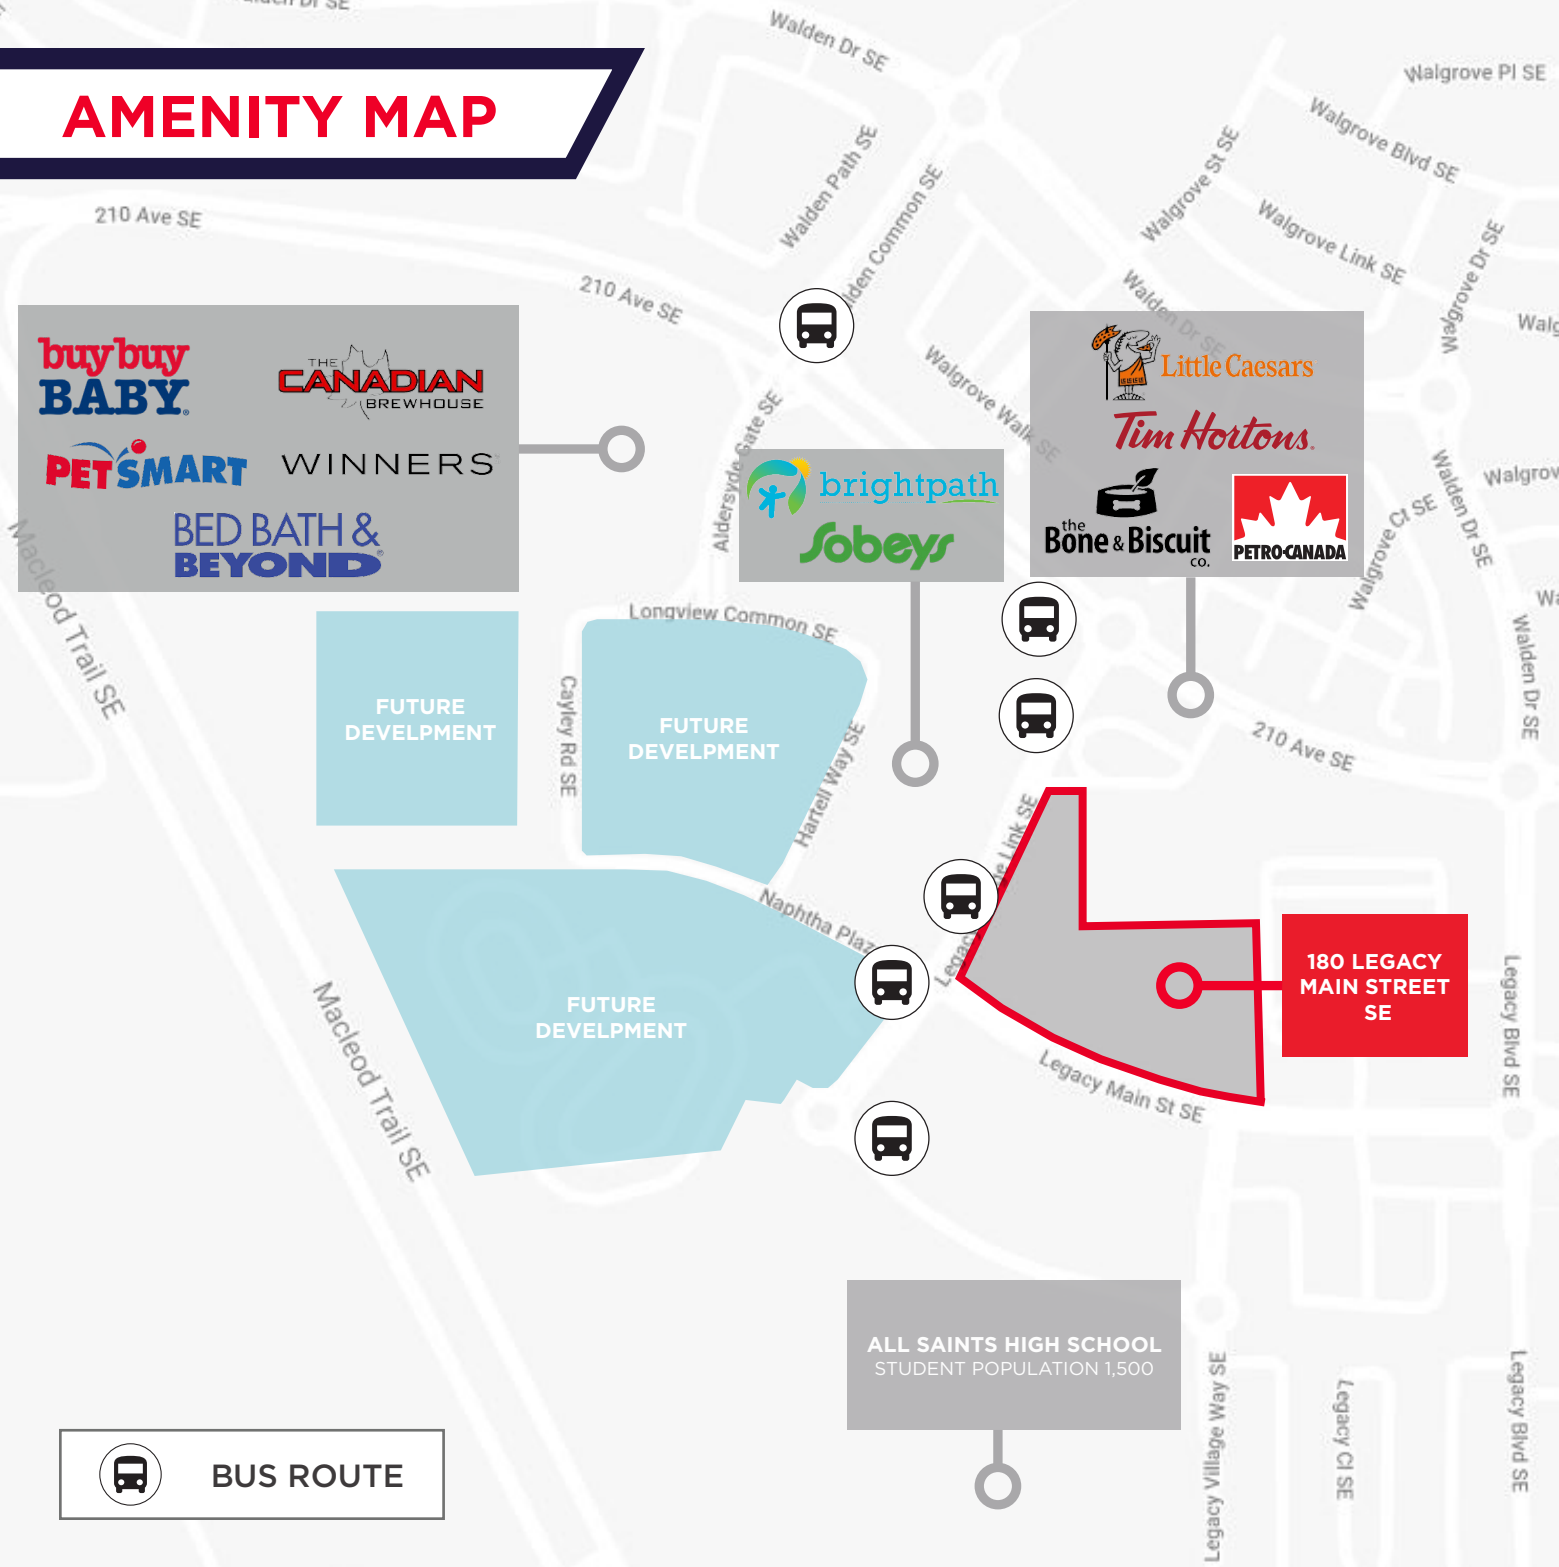 AMENITY MAP
Walden Dr SE
Walgrove Pl SE
Walgrove Blvd SE
Walden Path SE
Walgrove St SE
210 Ave SE
Walgrove Link SE
Walgrove Dr SE
210 Ave SE
Walden Dr SE
buy buy
BABY
THE
CANADIAN
BREWHOUSE
PETSMART
WINNERS
BED BATH &
BEYOND
Little Caesars
Tim Hortons.
the
Bone & Biscuit
co.
PETRO-CANADA
Walgrove Walk SE
Aldersyde Gate SE
brightpath
Sobeys
Walgrove Ct SE
Walden Dr SE
Macleod Trail SE
Longview Common SE
Walden Dr SE
FUTURE
DEVELPMENT
Cayley Rd SE
FUTURE
DEVELPMENT
Hartell Way SE
210 Ave SE
Naphtha Plaz
180 LEGACY
MAIN STREET
SE
FUTURE
DEVELPMENT
Legacy Blvd SE
Macleod Trail SE
Legacy Main St SE
ALL SAINTS HIGH SCHOOL
STUDENT POPULATION 1,500
Legacy Village Way SE
Legacy Cl SE
Legacy Blvd SE
BUS ROUTE